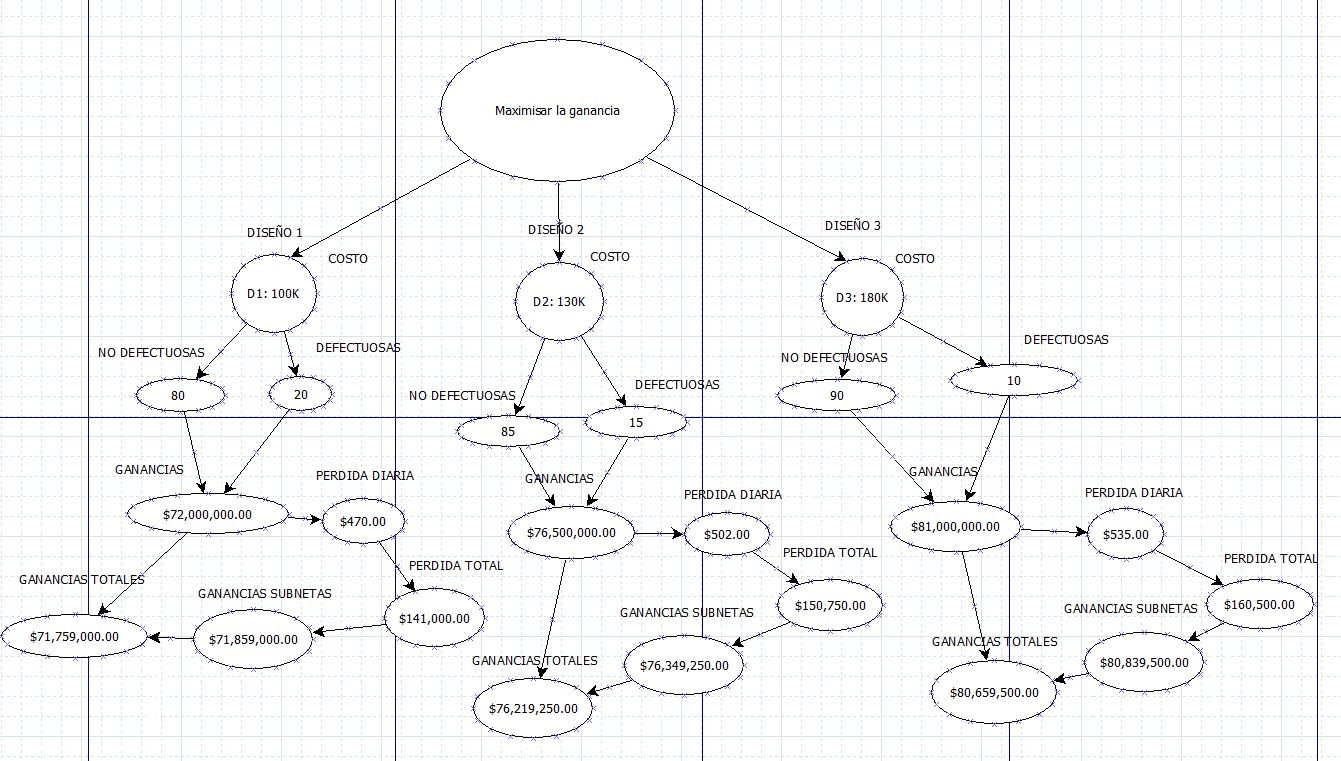 Maximisar la ganancia
DISEÑO 1
DISEÑO 2
DISEÑO 3
COSTO
COSTO
COSTO
D1: 100K
D2: 130K
D3: 180K
NO DEFECTUOSAS
DEFECTUOSAS
NO DEFECTUOSAS
DEFECTUOSAS
NO DEFECTUOSAS
DEFECTUOSAS
80
20
85
15
90
10
GANANCIAS
PERDIDA DIARIA
GANANCIAS
PERDIDA DIARIA
GANANCIAS
PERDIDA DIARIA
$72,000,000.00
$470.00
$76,500,000.00
$502.00
$81,000,000.00
$535.00
PERDIDA TOTAL
PERDIDA TOTAL
PERDIDA TOTAL
GANANCIAS TOTALES
GANANCIAS SUBNETAS
$141,000.00
GANANCIAS SUBNETAS
$150,750.00
GANANCIAS SUBNETAS
$160,500.00
$71,759,000.00
$71,859,000.00
GANANCIAS TOTALES
$76,349,250.00
GANANCIAS TOTALES
$80,839,500.00
$76,219,250.00
$80,659,500.00